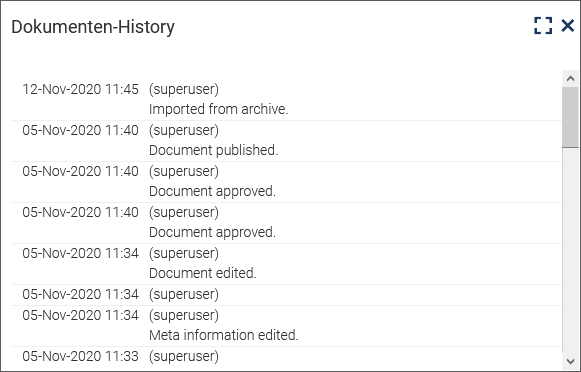 Dokumenten-History
12-Nov-2020 11:45 (superuser)
Imported from archive.
05-Nov-2020 11:40 (superuser)
Document published.
05-Nov-2020 11:40 (superuser)
Document approved.
05-Nov-2020 11:40 (superuser)
Document approved.
05-Nov-2020 11:34 (superuser)
Document edited.
05-Nov-2020 11:34 (superuser)
05-Nov-2020 11:34 (superuser)
Meta information edited.
05-Nov-2020 11:33 (superuser)